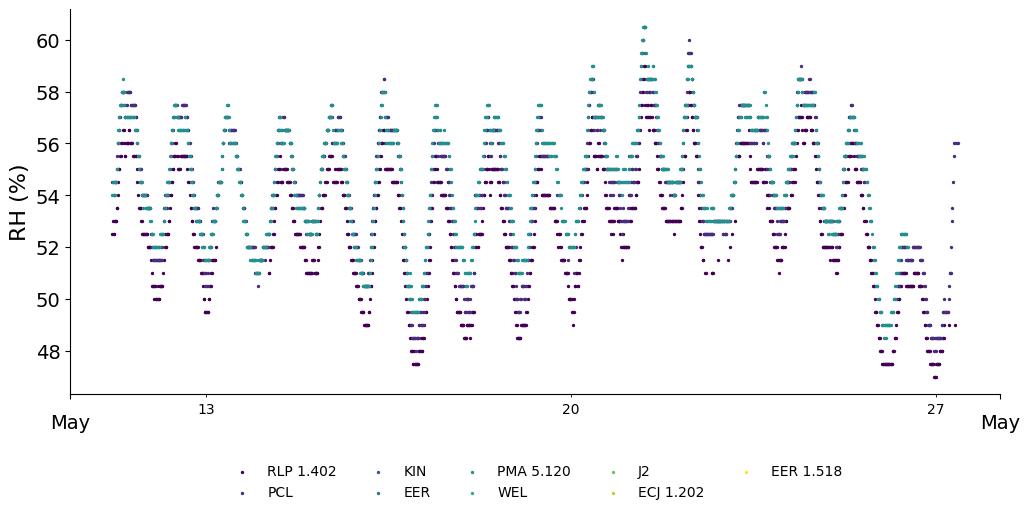 60
58
56
54
52
50
48
RH (%)
13 20 27
May May
RLP 1.402 KIN PMA 5.120 J2 EER 1.518
PCL EER WEL ECJ 1.202